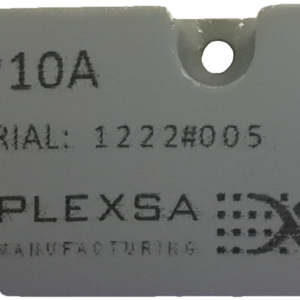 10A
RIAL: 1222#005
PLEXSA
MANUFACTURING